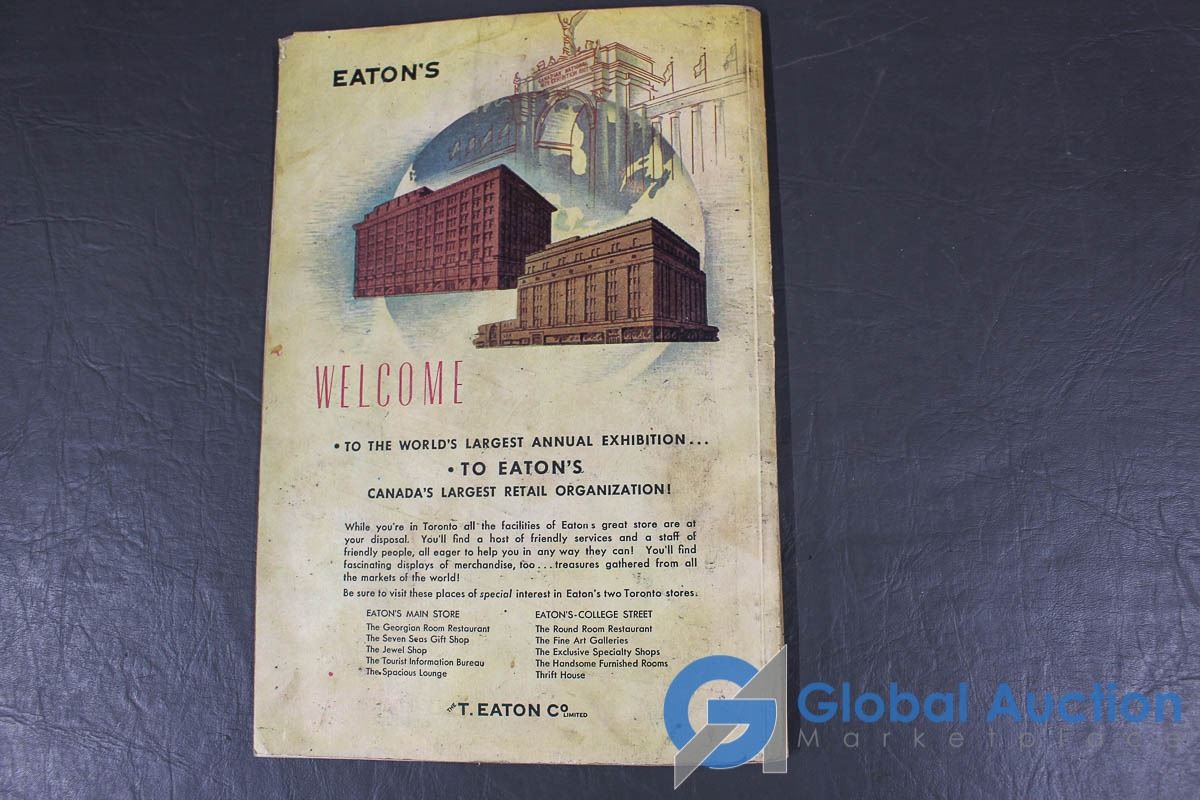 EATON'S
CANADIAN NATIONAL
WELCOME
• TO THE WORLD'S LARGEST ANNUAL EXHIBITION...
• TO EATON'S
CANADA'S LARGEST RETAIL ORGANIZATION!
While you're in Toronto all the facilities of Eaton's great store are at
your disposal. You'll find a host of friendly services and a staff of
friendly people, all eager to help you in any way they can! You'll find
fascinating displays of merchandise, too...treasures gathered from all
the markets of the world!
Be sure to visit these places of special interest in Eaton's two Toronto stores.
EATON'S MAIN STORE
The Georgian Room Restaurant
The Seven Seas Gift Shop
The Jewel Shop
The Tourist Information Bureau
The Spacious Lounge
EATON'S-COLLEGE STREET
The Round Room Restaurant
The Fine Art Galleries
The Exclusive Specialty Shops
The Handsome Furnished Rooms
Thrift House
THE T. EATON CO LIMITED
Global Auction
Marketplace